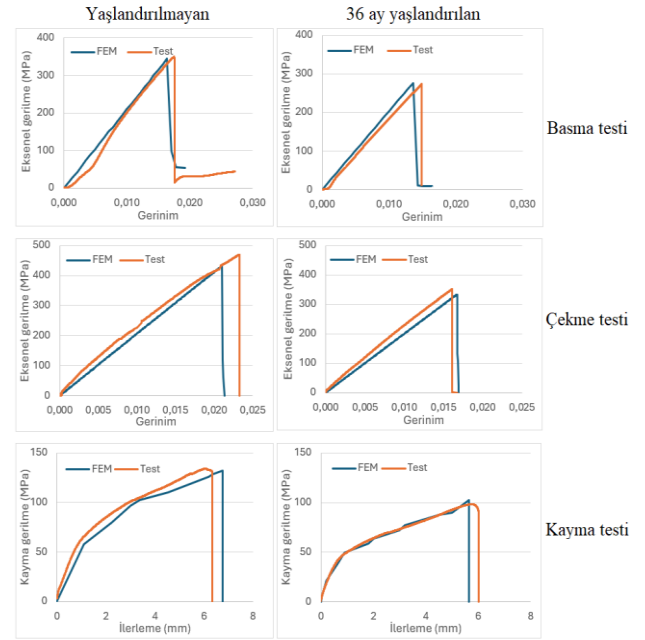 Yaşlandırılmayan
36 ay yaşlandırılan
Eksenel gerilme (MPa)
400
300
200
100
0
FEM
Test
0,000
0,010
0,020
0,030
Gerinim
Eksenel gerilme (MPa)
400
300
200
100
0
FEM
Test
0,000
0,010
0,020
0,030
Gerinim
Basma testi
Eksenel gerilme (MPa)
500
400
300
200
100
0
FEM
Test
0,000
0,005
0,010
0,015
0,020
0,025
Gerinim
Eksenel gerilme (MPa)
500
400
300
200
100
0
FEM
Test
0,000
0,005
0,010
0,015
0,020
0,025
Gerinim
Çekme testi
Kayma gerilme (MPa)
150
100
50
0
FEM
Test
0
2
4
6
8
İlerleme (mm)
Kayma gerilme (MPa)
150
100
50
0
FEM
Test
0
2
4
6
8
İlerleme (mm)
Kayma testi